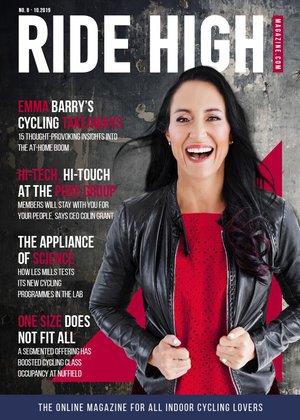 NO. 8 - 10.2019
RIDE HIGH
MAGAZINE.COM
EMMA BARRY'S
CYCLING TAKEAWAYS
15 THOUGHT-PROVOKING INSIGHTS INTO
THE AT-HOME BOOM
HI-TECH, HI-TOUCH
AT THE PURE GROUP
MEMBERS WILL STAY WITH YOU FOR
YOUR PEOPLE, SAYS CEO COLIN GRANT
THE APPLIANCE
OF SCIENCE
HOW LES MILLS TESTS
ITS NEW CYCLING
PROGRAMMES IN THE LAB
ONE SIZE DOES
NOT FIT ALL
A SEGMENTED OFFERING HAS
BOOSTED CYCLING CLASS
OCCUPANCY AT NUFFIELD
THE ONLINE MAGAZINE FOR ALL INDOOR CYCLING LOVERS